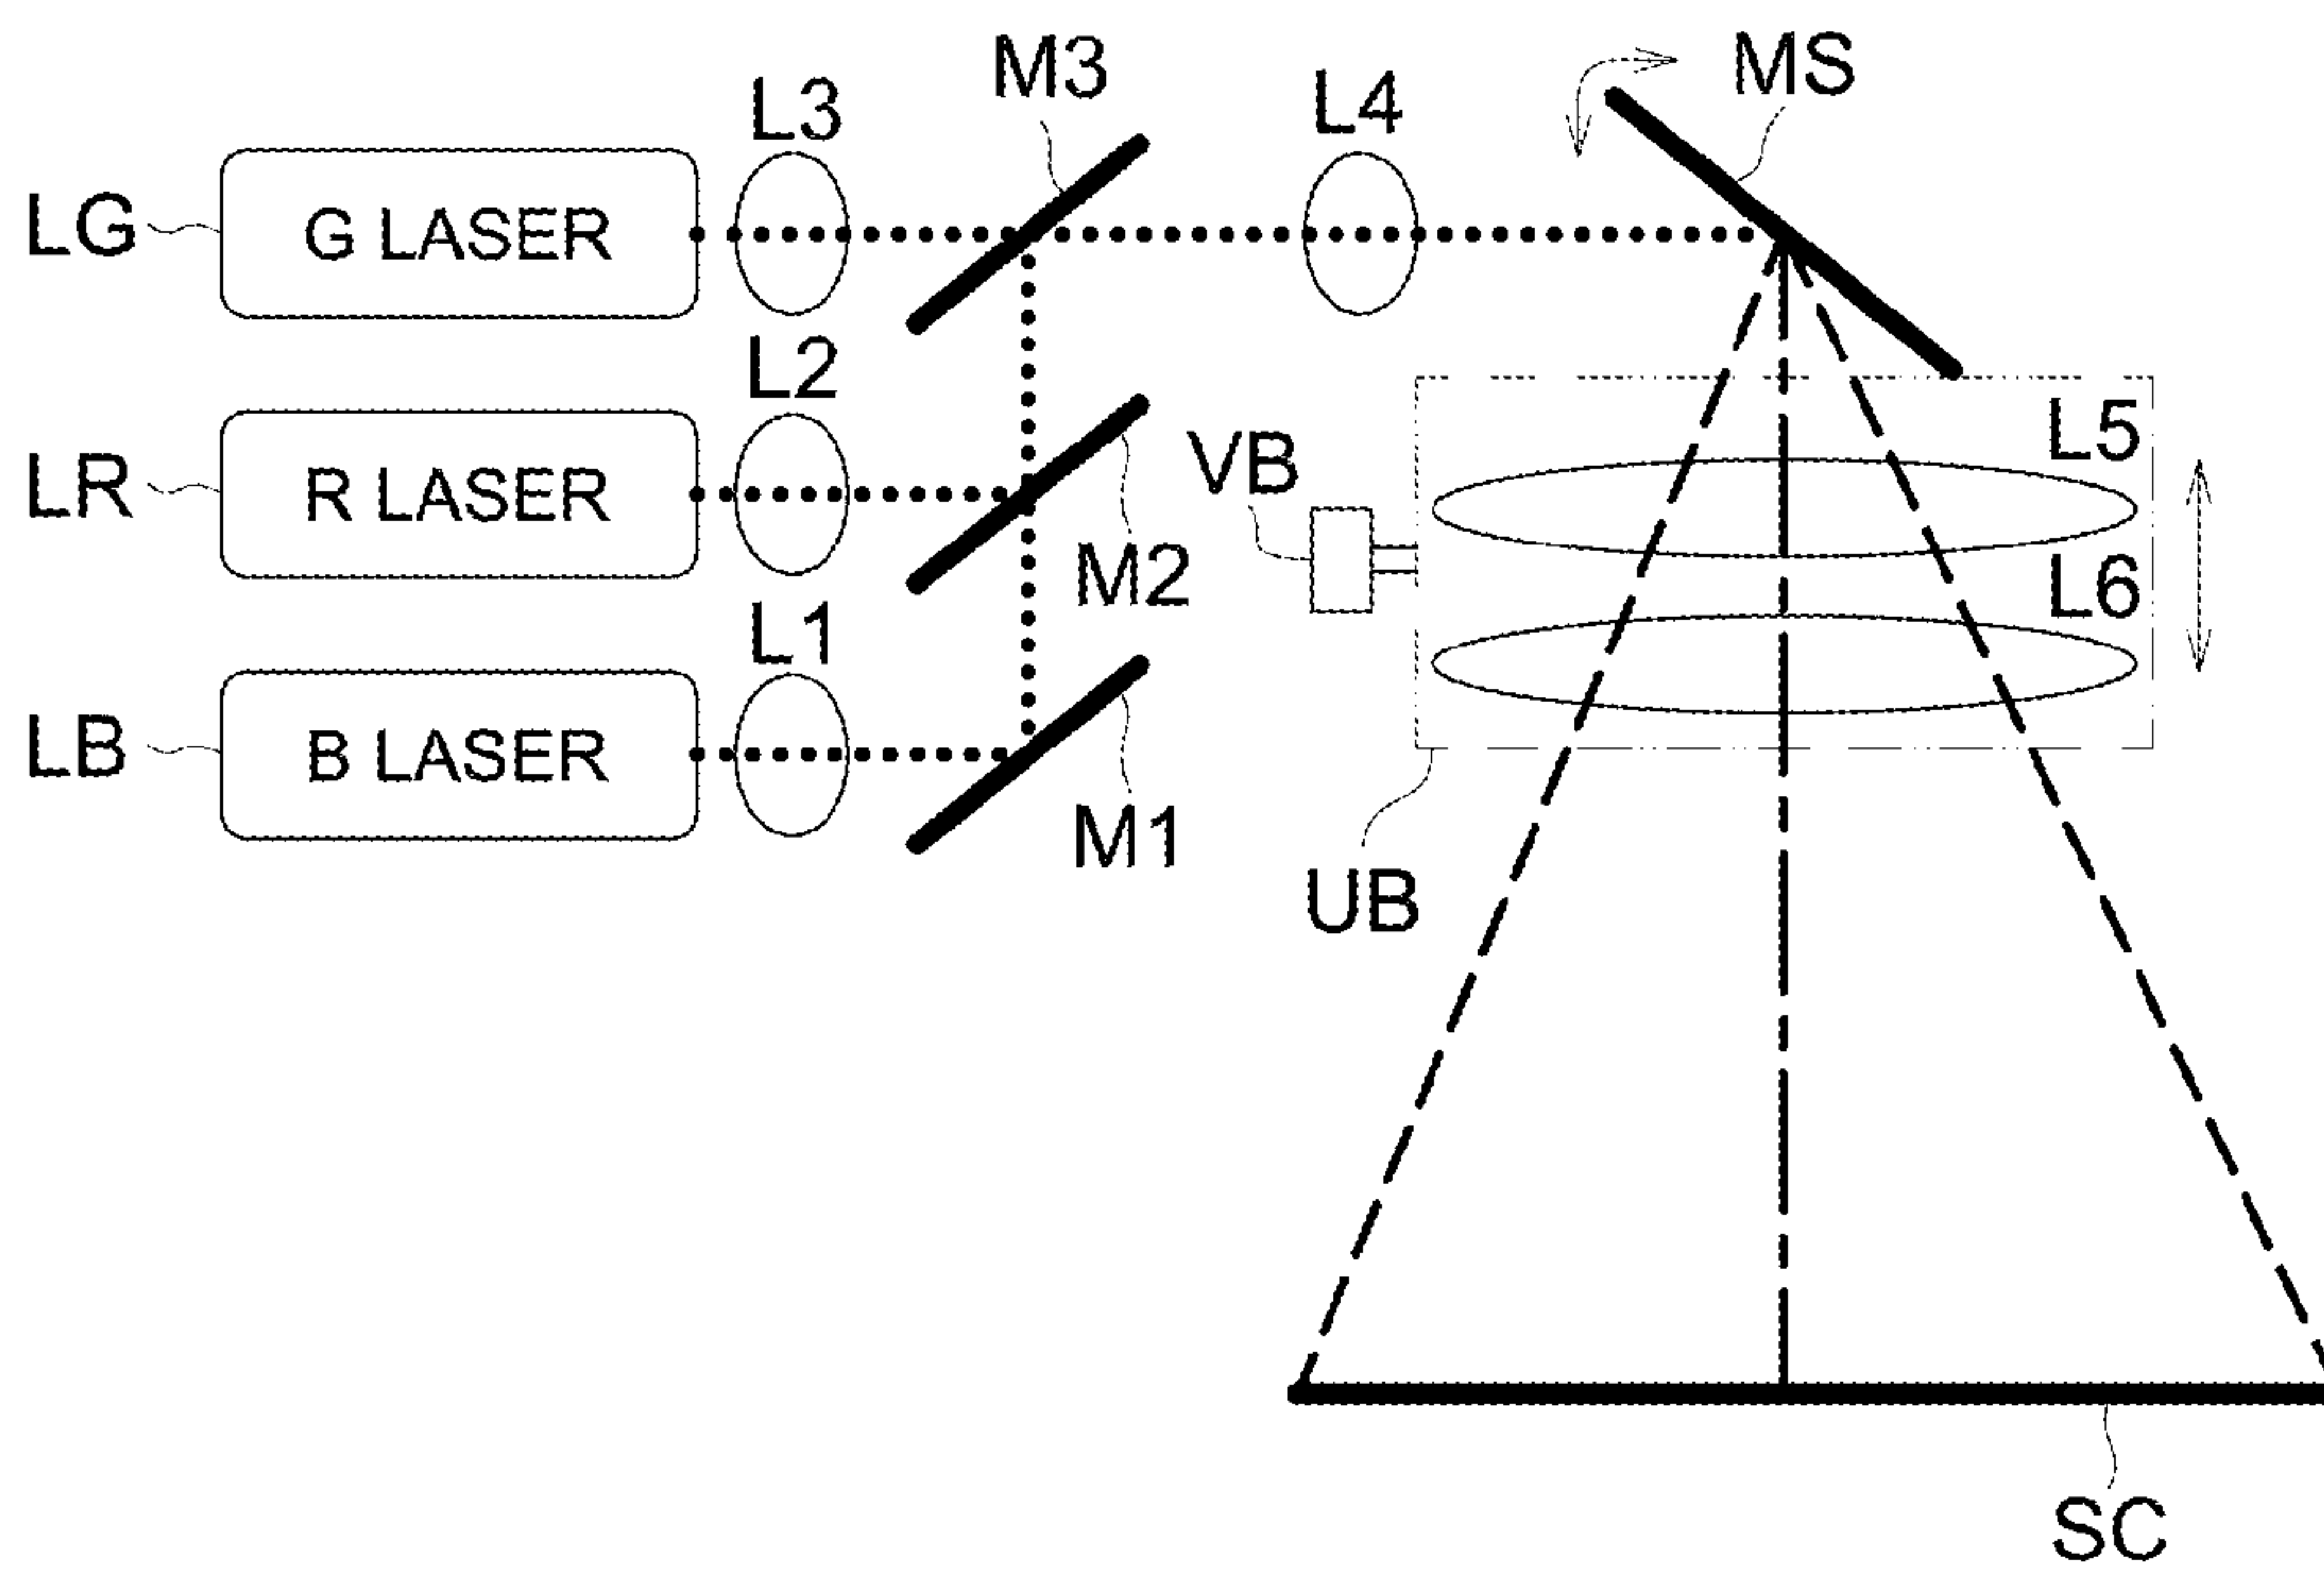 M3
MS
L3
L4
LG
G LASER
L2
L5
VB
LR
R LASER
M2
L6
L1
LB
B LASER
M1
UB
SC